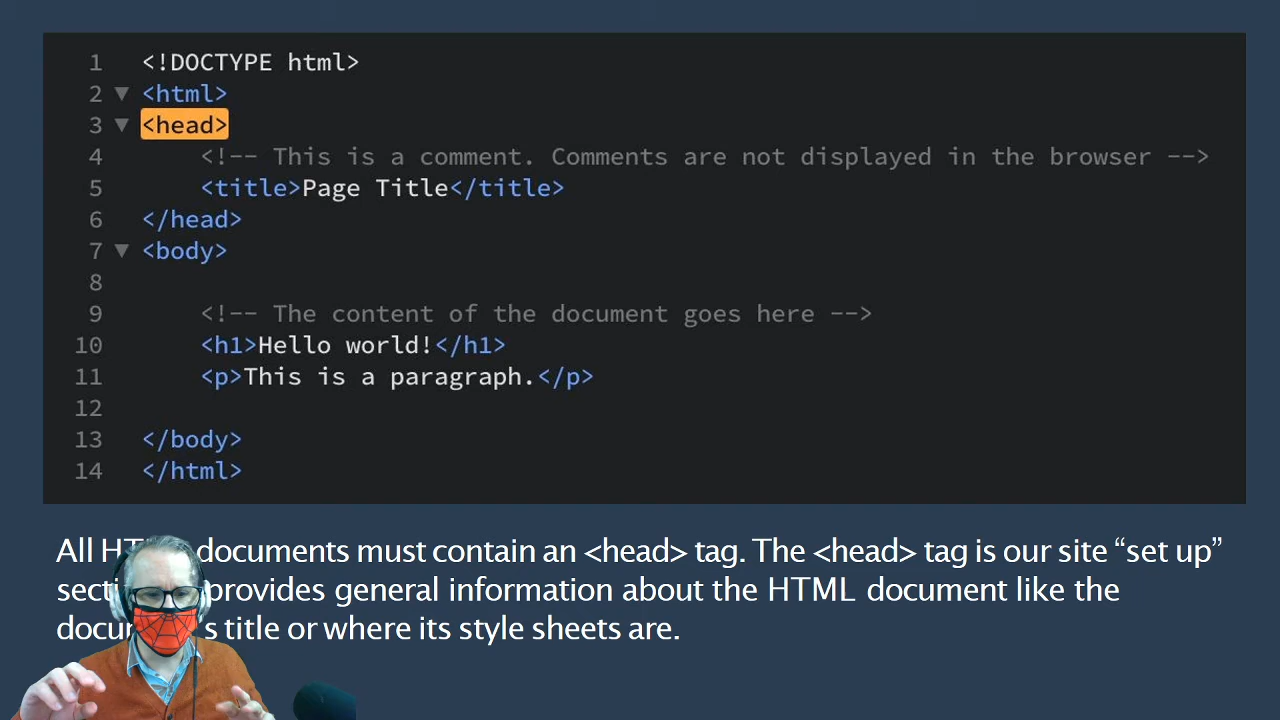 1 <!DOCTYPE html>
2 ▼ <html>
3 ▼ <head>
4 <!-- This is a comment. Comments are not displayed in the browser -->
5 <title>Page Title</title>
6 </head>
7 ▼ <body>
8
9 <!-- The content of the document goes here -->
10 <h1>Hello world!</h1>
11 <p>This is a paragraph.</p>
12
13 </body>
14 </html>
All documents must contain an <head> tag. The <head> tag is our site “set up”
provides general information about the HTML document like the
title or where its style sheets are.